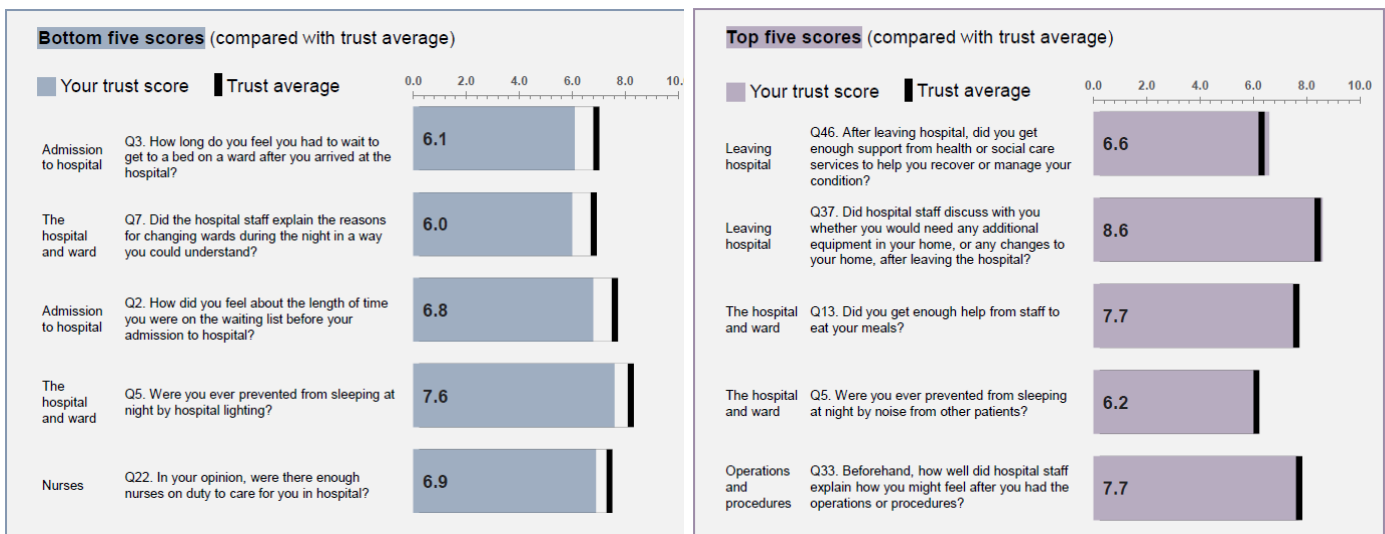 Bottom five scores (compared with trust average)
Your trust score Trust average
0.0 2.0 4.0 6.0 8.0 10.
Admission
to hospital
Q3. How long do you feel you had to wait to
get to a bed on a ward after you arrived at the
hospital?
6.1
The
hospital
and ward
Q7. Did the hospital staff explain the reasons
for changing wards during the night in a way
you could understand?
6.0
Admission
to hospital
Q2. How did you feel about the length of time
you were on the waiting list before your
admission to hospital?
6.8
The
hospital
and ward
Q5. Were you ever prevented from sleeping at
night by hospital lighting?
7.6
Nurses
Q22. In your opinion, were there enough
nurses on duty to care for you in hospital?
6.9
Top five scores (compared with trust average)
Your trust score Trust average
0.0 2.0 4.0 6.0 8.0 10.0
Leaving
hospital
Q46. After leaving hospital, did you get
enough support from health or social care
services to help you recover or manage your
condition?
6.6
Leaving
hospital
Q37. Did hospital staff discuss with you
whether you would need any additional
equipment in your home, or any changes to
your home, after leaving the hospital?
8.6
The hospital
and ward
Q13. Did you get enough help from staff to
eat your meals?
7.7
The hospital
and ward
Q5. Were you ever prevented from sleeping
at night by noise from other patients?
6.2
Operations
and
procedures
Q33. Beforehand, how well did hospital staff
explain how you might feel after you had the
operations or procedures?
7.7